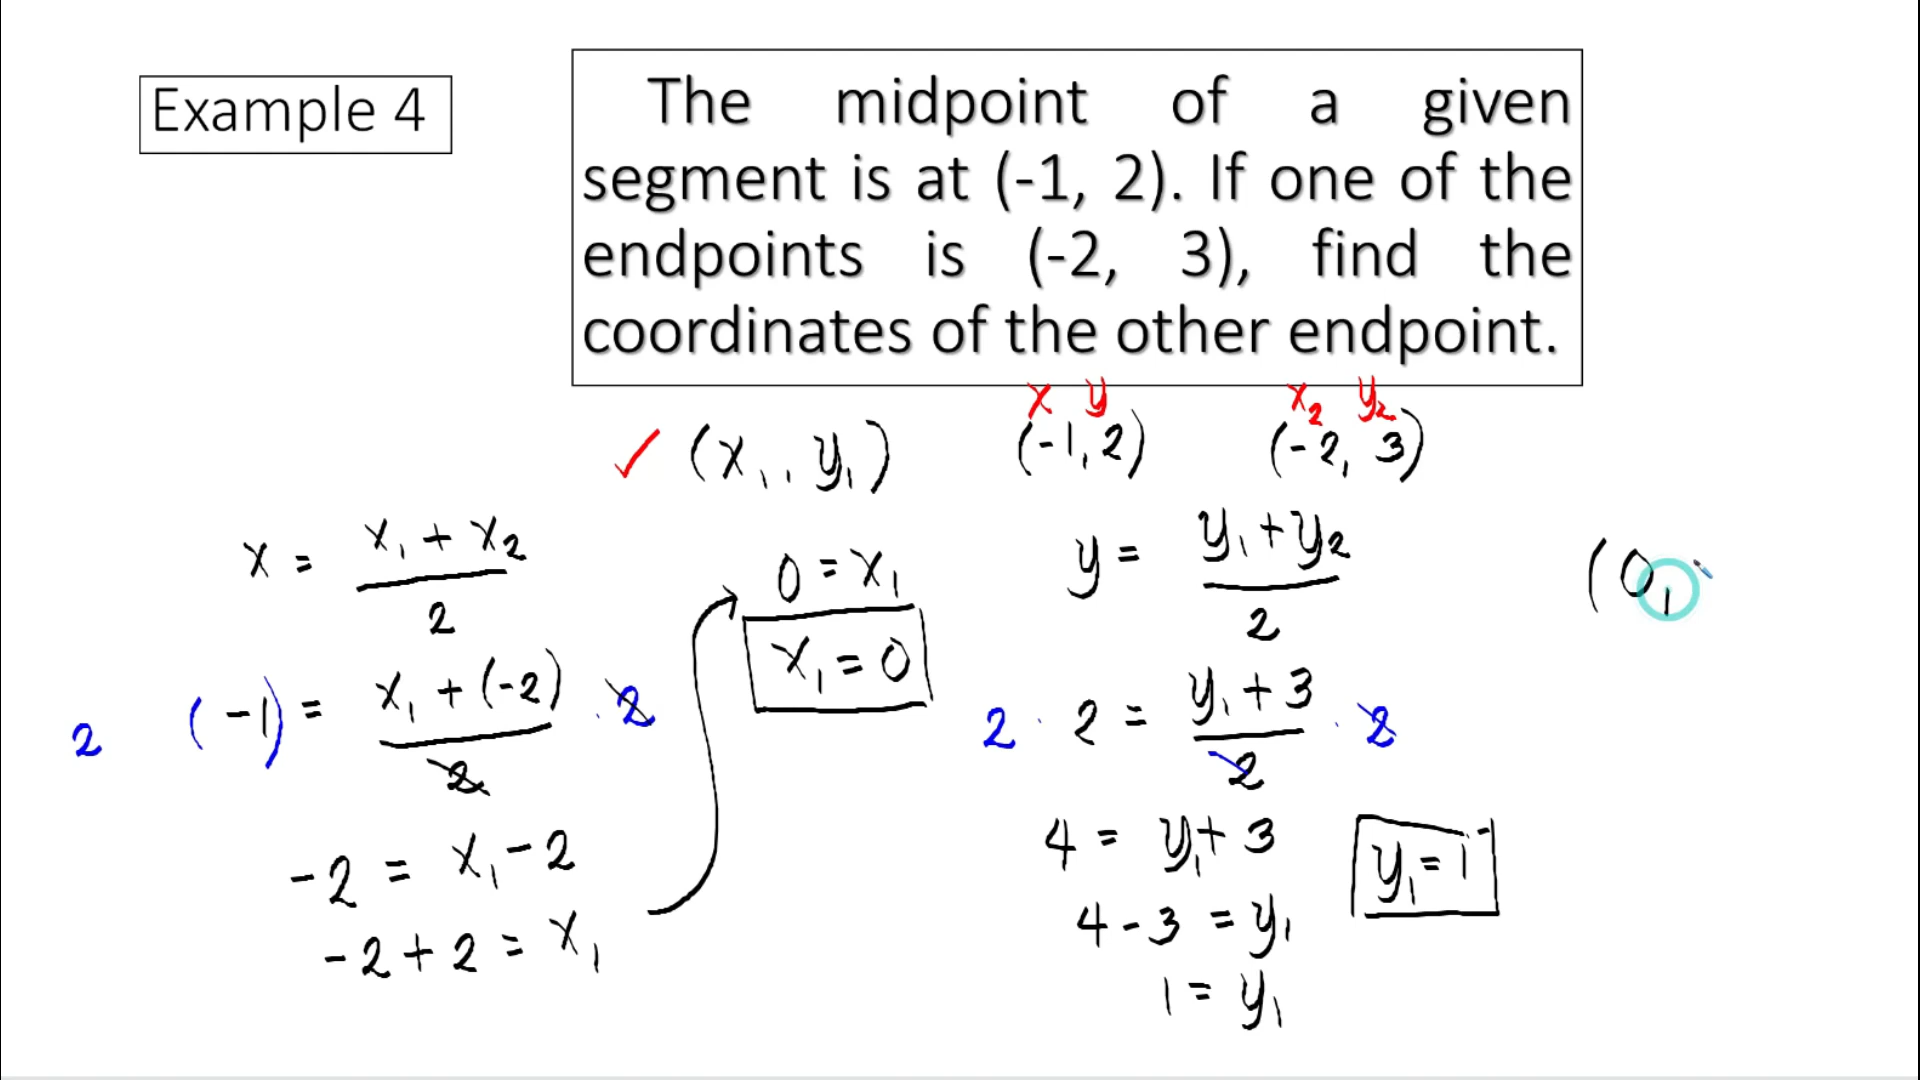 Example 4
The midpoint of a given
segment is at (-1, 2). If one of the
endpoints is (-2, 3), find the
coordinates of the other endpoint.
x y
x₂ y₂
✓ (x₁, y₁)
(-1, 2)
(-2, 3)
x = (x₁ + x₂)/2
2 (-1) = (x₁ + (-2))/2 · 2
-2 = x₁ - 2
-2 + 2 = x₁
0 = x₁
x₁ = 0
y = (y₁ + y₂)/2
2 · 2 = (y₁ + 3)/2 · 2
4 = y₁ + 3
4 - 3 = y₁
1 = y₁
y₁ = 1
(0,